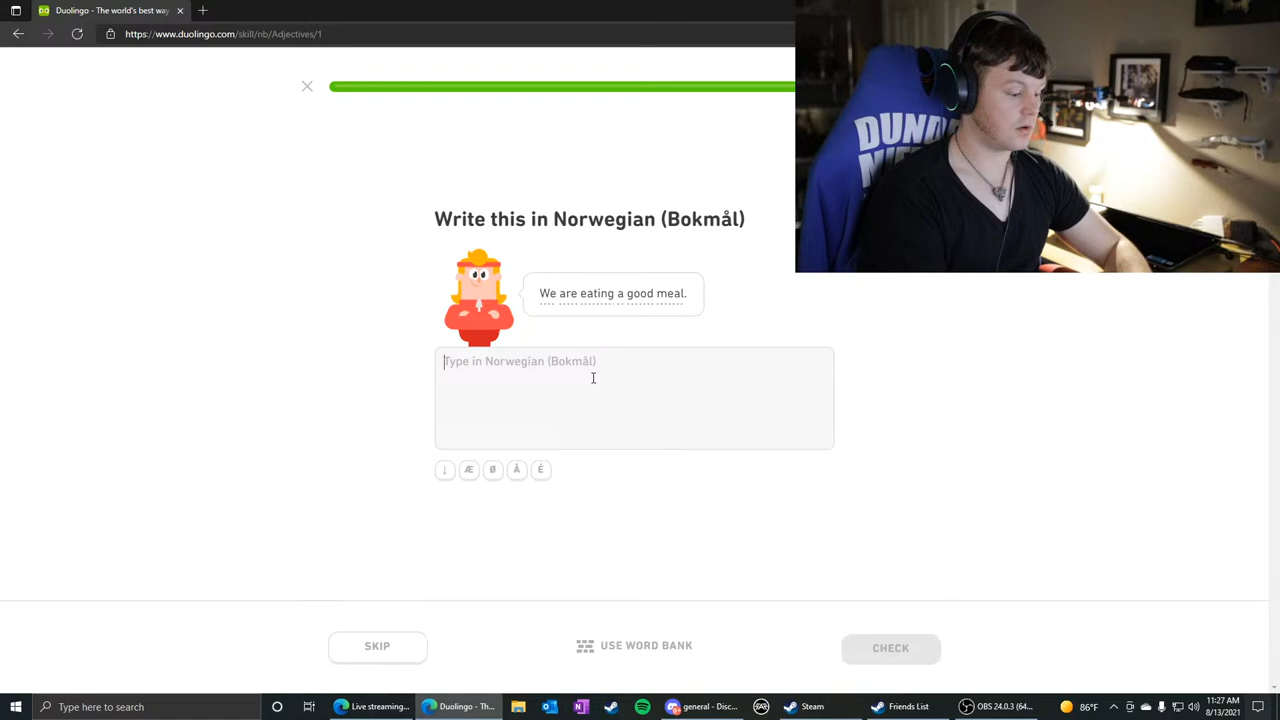 Duolingo - The world's best way
https://www.duolingo.com/skill/nb/Adjectives/1
DUND
NIF
Write this in Norwegian (Bokmål)
We are eating a good meal.
Type in Norwegian (Bokmål)
↓ Æ Ø Å É
SKIP
USE WORD BANK
CHECK
Type here to search
Live streaming...
Duolingo - Th...
general - Disc...
Steam
Friends List
OBS 24.0.3 (64-bit...
86°F
11:27 AM
8/13/2021